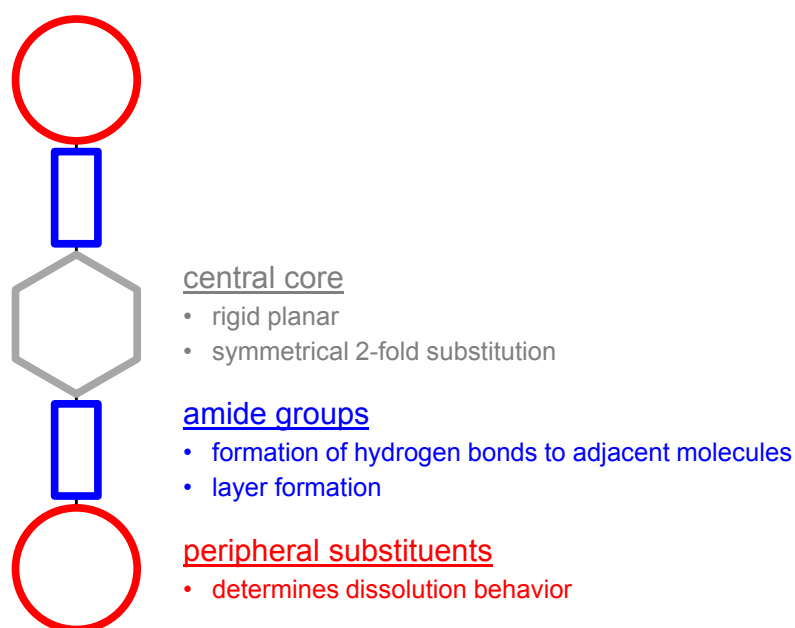 central core
• rigid planar
• symmetrical 2-fold substitution
amide groups
• formation of hydrogen bonds to adjacent molecules
• layer formation
peripheral substituents
• determines dissolution behavior